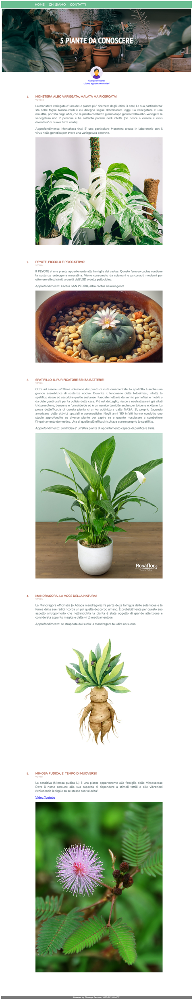 HOME CHI SIAMO CONTATTI
5 PIANTE DA CONOSCERE
Giuseppe Ferlante
Ultimo aggiornamento ieri
1. MONSTERA ALBO VARIEGATA, MALATA MA RICERCATA!
VOTO:10
La monstera variegata e' una delle piante piu' ricercate degli ultimi 3 anni; La sua particolarita'
sta nelle foglie bianco-verdi il cui disegno segue determinate leggi. La variegatura e' una
malattia, portata dagli afidi, che la pianta combatte giorno dopo giorno Nella albo-variegata la
variegatura non e' perenne e ha soltanto parziali nodi infetti. (Se riesce a vincere il virus
diventera' di nuovo tutta verde)
Approfondimento: Monsthera thai: E' una particolare Monstera creata in laboratorio con il
virus nella genetica per avere una variegatura perenne.
2. PEYOTE, PICCOLO E PSICOATTIVO!
VOTO:8
Il PEYOTE e' una pianta appartenente alla famiglia dei cactus. Questo famoso cactus contiene
la sostanza enteogena mescalina. Viene consumato da sciamani e psiconauti moderni per
ottenere effetti simili a quelli dell'LSD o della psilocibina.
Approfondimento: Cactus SAN PEDRO, altro cactus allucinogeno!
3. SPATIFILLO, IL PURIFICATORE SENZA BATTERIE!
VOTO:9
Oltre ad essere un'ottima soluzione dal punto di vista ornamentale, lo spatifillo è anche una
grande assorbitrice di sostanze nocive. Durante il fenomeno della fotosintesi, infatti, lo
spatifillo riesce ad assorbire quelle sostanze rilasciate nell'aria da vernici per infissi e mobili o
da detergenti usati per la pulizia della casa. Più nel dettaglio, riesce a neutralizzare i già citati
tricloroetilene, benzene e formaldeide ed è un nemico temibile anche per toluene e xilene. La
prova dell'efficacia di questa pianta ci arriva addirittura dalla NASA. Sì, proprio l'agenzia
americana delle attività spaziali e aeronautiche. Negli anni '80 infatti hanno condotto uno
studio approfondito su diverse piante per capire se e quanto riuscissero a combattere
l'inquinamento domestico. Una di quelle più efficaci risultava essere proprio lo spatifillo.
Approfondimento: l'orchidea e' un'altra pianta di appartamento capace di purificare l'aria.
Rosaflor
4. MANDRAGORA, LA VOCE DELLA NATURA!
La Mandragora officinalis (o Atropa mandragora) fa parte della famiglia delle solanacee e la
forma delle sue radici ricorda un po' quella del corpo umano. È probabilmente per questo suo
aspetto antropomorfo che nell'antichità la pianta è stata oggetto di grande attenzione e
considerata appunto magica e dalle virtù medicamentose.
Approfondimento: se strappata dal suolo la mandragora fa udire un suono.
5. MIMOSA PUDICA, E' TEMPO DI MUOVERSI!
VOTO:8
La sensitiva (Mimosa pudica L.) è una pianta appartenente alla famiglia delle Mimosaceae
Deve il nome comune alla sua capacità di rispondere a stimoli tattili o alle vibrazioni
richiudendo le foglie su se stesse con velocita'.
Video Youtube
Powered by Giuseppe Ferlante, 2022/2023 UNICT.